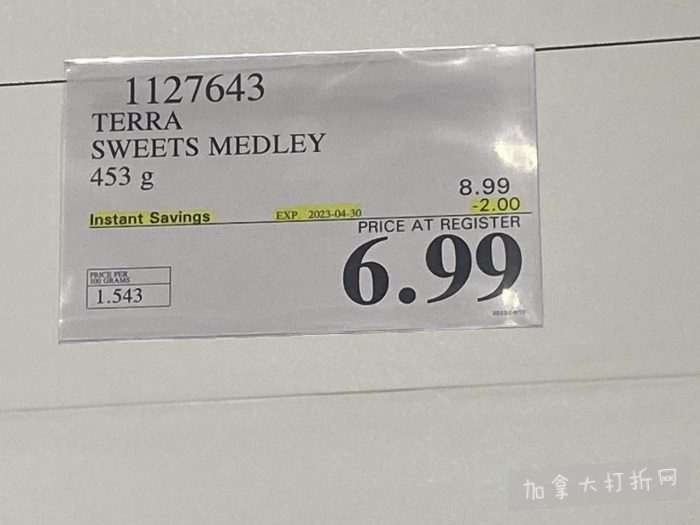 1127643
TERRA
SWEETS MEDLEY
453 g
8.99
Instant Savings EXP. 2023-04-30 -2.00
PRICE AT REGISTER
6.99
PRICE PER
100 GRAMS
1.543
加拿大打折网